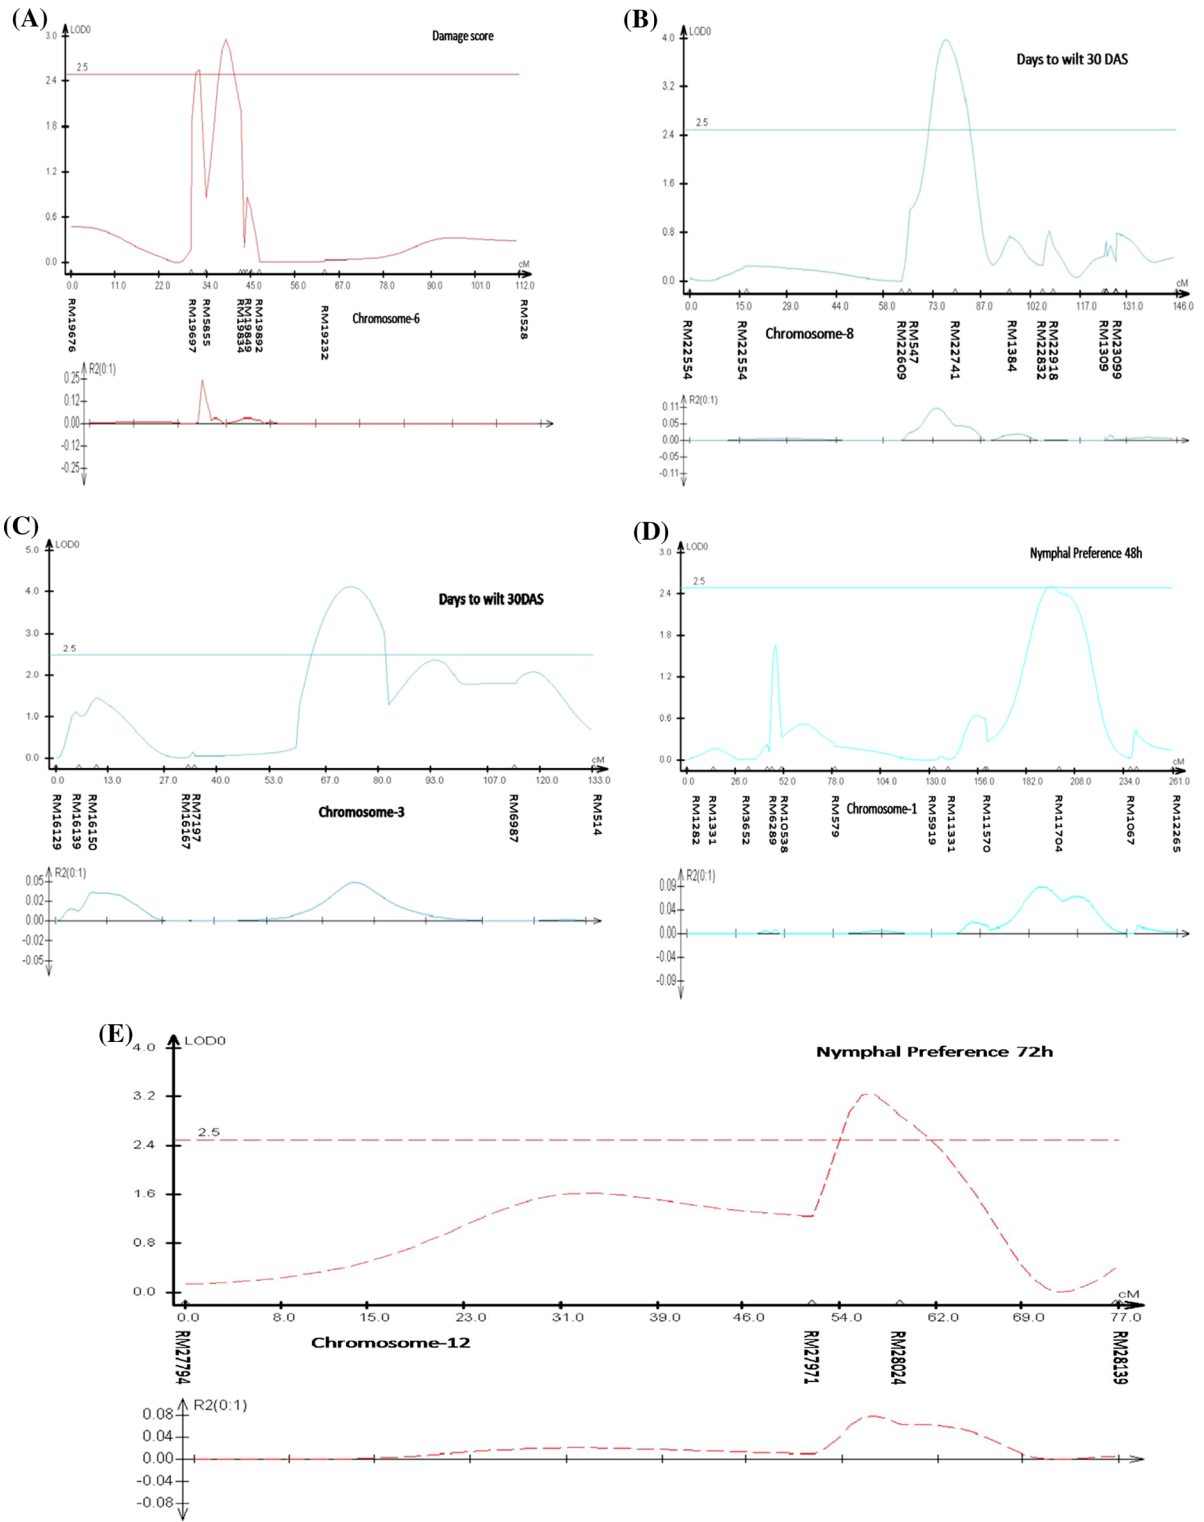 (A)
LOD0
Damage score
3.0
2.5
2.4
1.8
1.2
0.6
0.0
cM
0.0 11.0 22.0 34.0 45.0 56.0 67.0 79.0 90.0 101.0 112.0
RM19676 RM19697 RM5855 RM19834 RM19849 RM19892 RM19232 RM528
Chromosome-6
R2(0:1)
0.25
0.12
0.00
-0.12
-0.25
(B)
LOD0
Days to wilt 30 DAS
4.0
3.2
2.5
2.4
1.6
0.8
0.0
cM
0.0 15.0 29.0 44.0 58.0 73.0 87.0 102.0 117.0 131.0 146.0
RM22554 RM22554 RM22609 RM547 RM22741 RM1384 RM22832 RM22918 RM1309 RM23099
Chromosome-8
R2(0:1)
0.11
0.05
0.00
-0.05
-0.11
(C)
LOD0
Days to wilt 30DAS
5.0
4.0
3.0
2.5
2.0
1.0
0.0
cM
0.0 13.0 27.0 40.0 53.0 67.0 80.0 93.0 107.0 120.0 133.0
RM16129 RM16139 RM16150 RM16167 RM7197 RM6987 RM514
Chromosome-3
R2(0:1)
0.05
0.02
0.00
-0.02
-0.05
(D)
LOD0
Nymphal Preference 48h
3.0
2.5
2.4
1.8
1.2
0.6
0.0
cM
0.0 26.0 52.0 78.0 104.0 130.0 156.0 182.0 208.0 234.0 261.0
RM1282 RM1331 RM3652 RM6289 RM10538 RM579 RM5919 RM11331 RM11570 RM11704 RM1067 RM12265
Chromosome-1
R2(0:1)
0.09
0.04
0.00
-0.04
-0.09
(E)
LOD0
Nymphal Preference 72h
4.0
3.2
2.5
2.4
1.6
0.8
0.0
cM
0.0 8.0 15.0 23.0 31.0 39.0 46.0 54.0 62.0 69.0 77.0
RM27794 RM27971 RM28024 RM28139
Chromosome-12
R2(0:1)
0.08
0.04
0.00
-0.04
-0.08